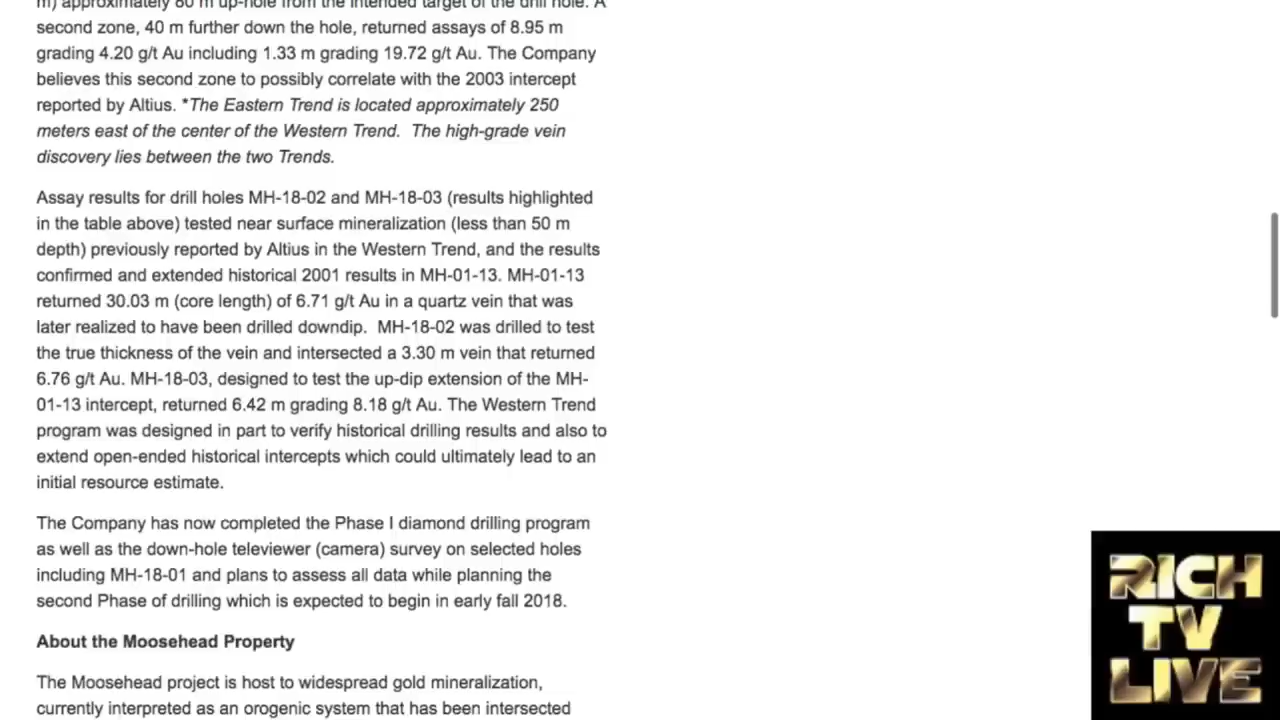 m) approximately 80 m up-hole from the intended target of the drill hole. A
second zone, 40 m further down the hole, returned assays of 8.95 m
grading 4.20 g/t Au including 1.33 m grading 19.72 g/t Au. The Company
believes this second zone to possibly correlate with the 2003 intercept
reported by Altius. *The Eastern Trend is located approximately 250
meters east of the center of the Western Trend. The high-grade vein
discovery lies between the two Trends.
Assay results for drill holes MH-18-02 and MH-18-03 (results highlighted
in the table above) tested near surface mineralization (less than 50 m
depth) previously reported by Altius in the Western Trend, and the results
confirmed and extended historical 2001 results in MH-01-13. MH-01-13
returned 30.03 m (core length) of 6.71 g/t Au in a quartz vein that was
later realized to have been drilled downdip. MH-18-02 was drilled to test
the true thickness of the vein and intersected a 3.30 m vein that returned
6.76 g/t Au. MH-18-03, designed to test the up-dip extension of the MH-
01-13 intercept, returned 6.42 m grading 8.18 g/t Au. The Western Trend
program was designed in part to verify historical drilling results and also to
extend open-ended historical intercepts which could ultimately lead to an
initial resource estimate.
The Company has now completed the Phase I diamond drilling program
as well as the down-hole televiewer (camera) survey on selected holes
including MH-18-01 and plans to assess all data while planning the
second Phase of drilling which is expected to begin in early fall 2018.
About the Moosehead Property
The Moosehead project is host to widespread gold mineralization,
currently interpreted as an orogenic system that has been intersected
RICH
TV
LIVE